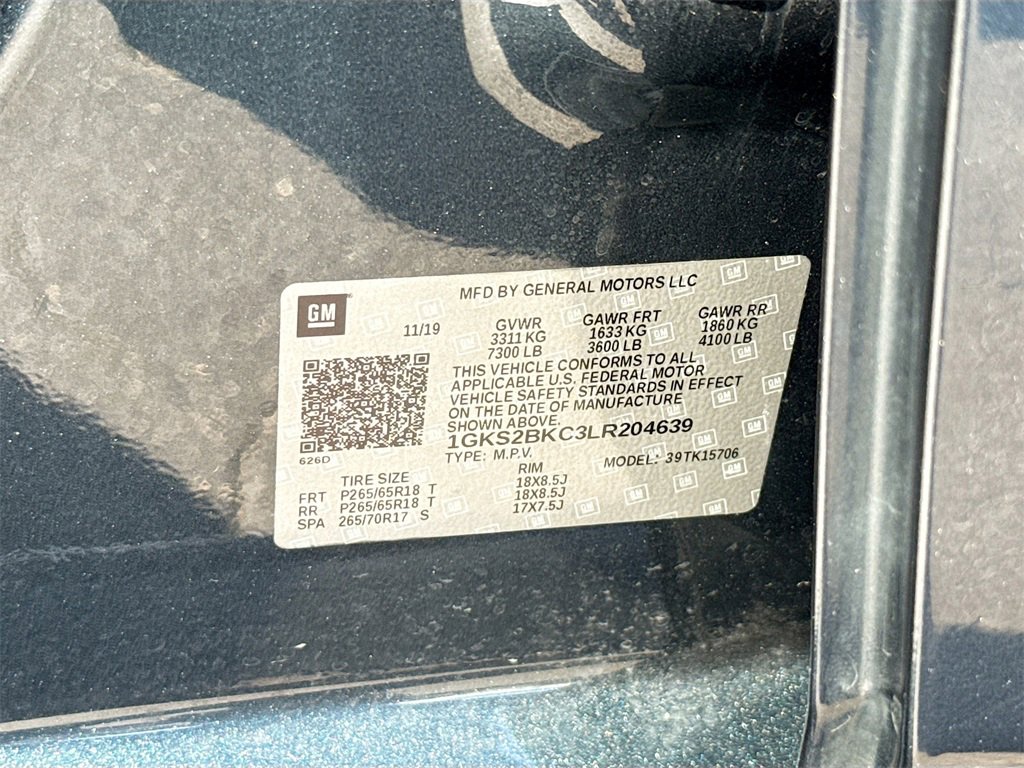 MFD BY GENERAL MOTORS LLC
GM
11/19
GVWR GAWR FRT GAWR RR
3311 KG 1633 KG 1860 KG
7300 LB 3600 LB 4100 LB
THIS VEHICLE CONFORMS TO ALL
APPLICABLE U.S. FEDERAL MOTOR
VEHICLE SAFETY STANDARDS IN EFFECT
ON THE DATE OF MANUFACTURE
SHOWN ABOVE.
1GKS2BKC3LR204639
626D
TYPE: M.P.V. MODEL: 39TK15706
TIRE SIZE RIM
FRT P265/65R18 T 18X8.5J
RR P265/65R18 T 18X8.5J
SPA 265/70R17 S 17X7.5J